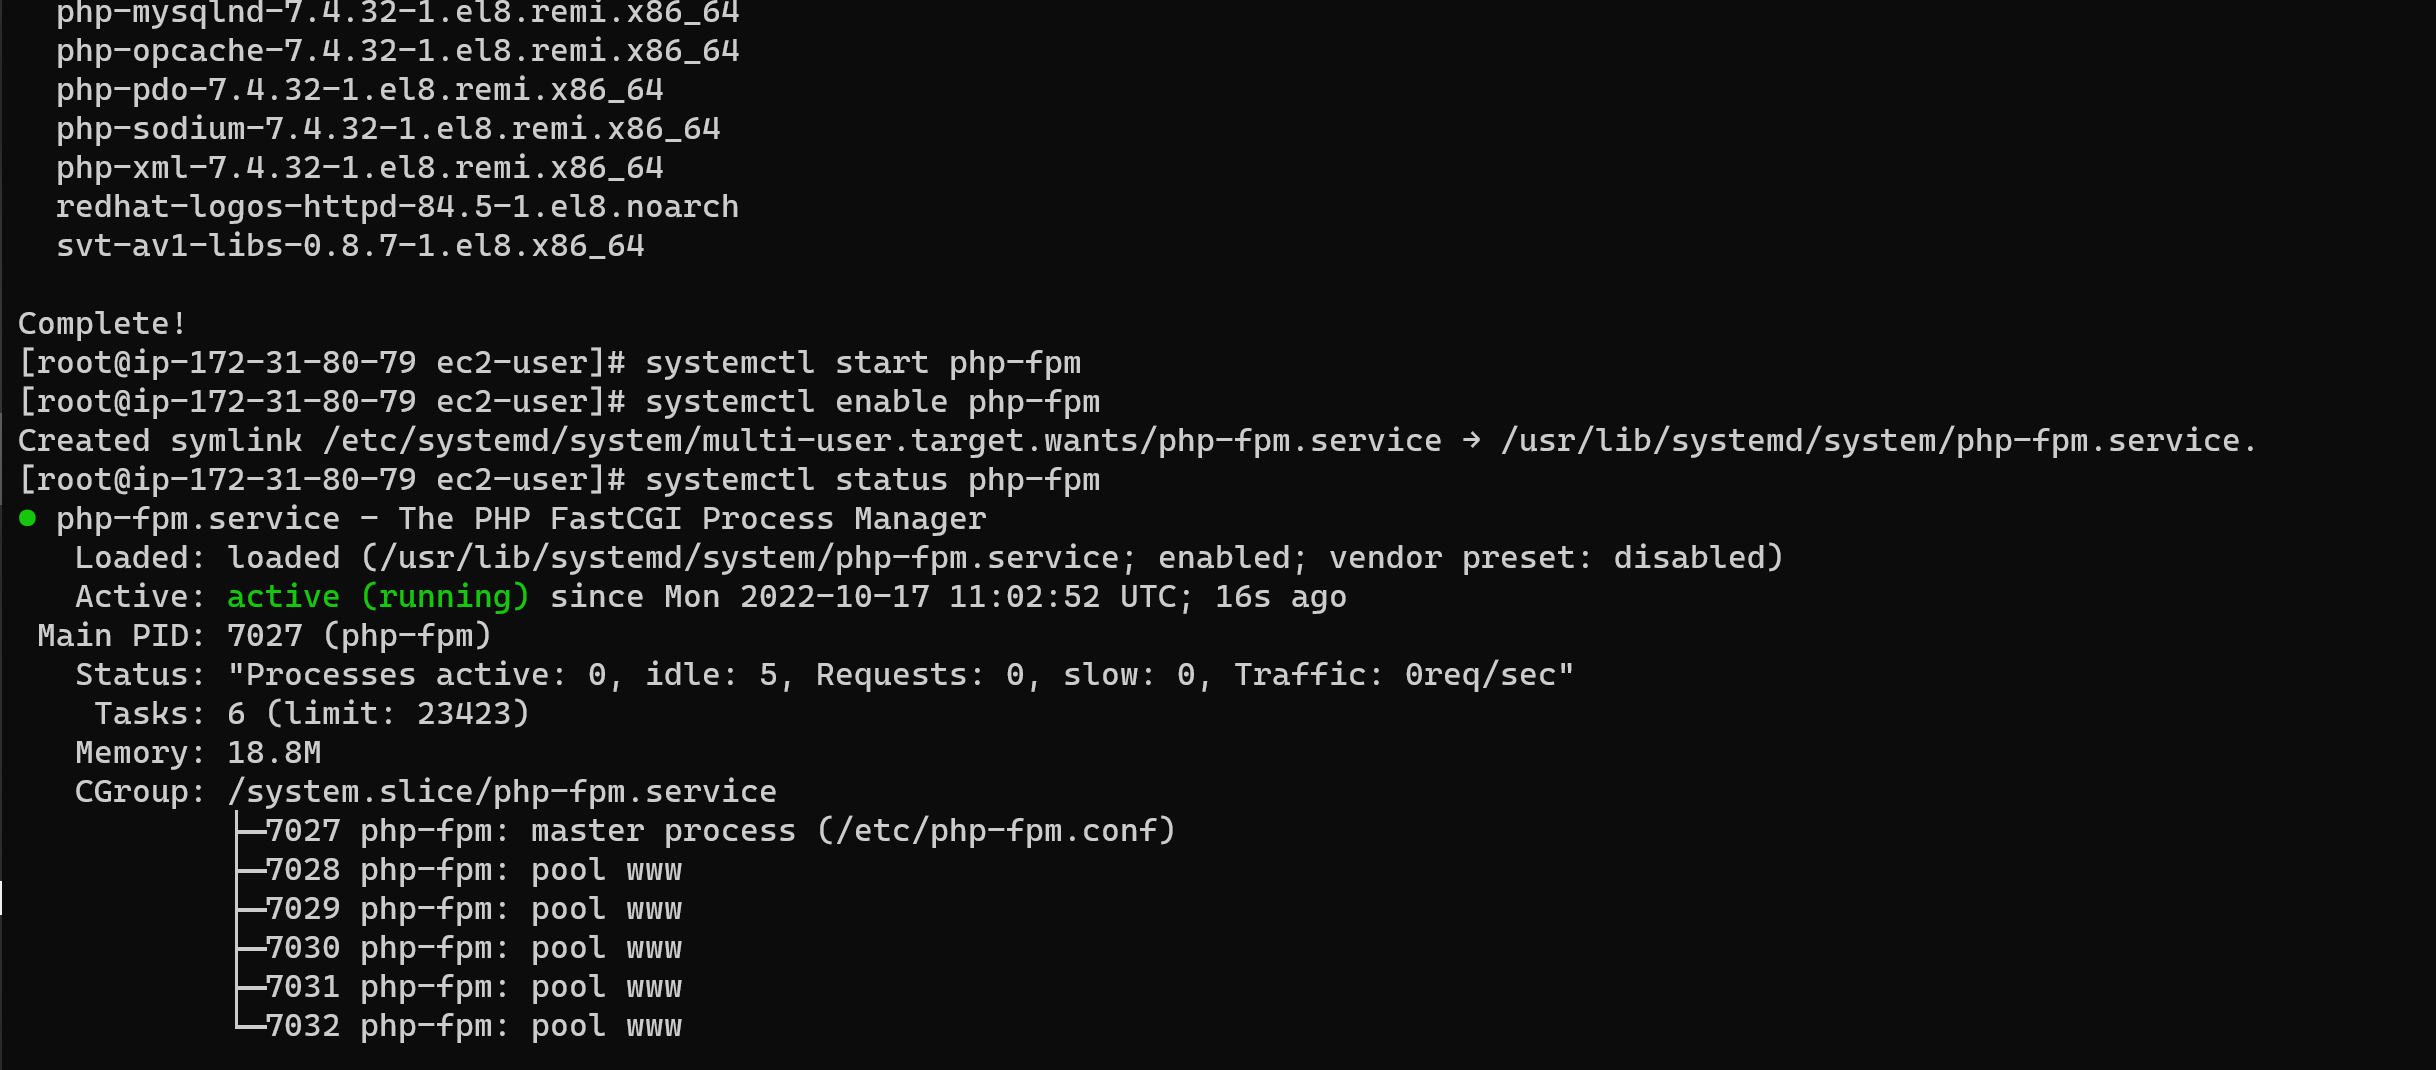 php-mysqlnd-7.4.32-1.el8.remi.x86_64
php-opcache-7.4.32-1.el8.remi.x86_64
php-pdo-7.4.32-1.el8.remi.x86_64
php-sodium-7.4.32-1.el8.remi.x86_64
php-xml-7.4.32-1.el8.remi.x86_64
redhat-logos-httpd-84.5-1.el8.noarch
svt-av1-libs-0.8.7-1.el8.x86_64
Complete!
[root@ip-172-31-80-79 ec2-user]# systemctl start php-fpm
[root@ip-172-31-80-79 ec2-user]# systemctl enable php-fpm
Created symlink /etc/systemd/system/multi-user.target.wants/php-fpm.service → /usr/lib/systemd/system/php-fpm.service.
[root@ip-172-31-80-79 ec2-user]# systemctl status php-fpm
● php-fpm.service - The PHP FastCGI Process Manager
Loaded: loaded (/usr/lib/systemd/system/php-fpm.service; enabled; vendor preset: disabled)
Active: active (running) since Mon 2022-10-17 11:02:52 UTC; 16s ago
Main PID: 7027 (php-fpm)
Status: "Processes active: 0, idle: 5, Requests: 0, slow: 0, Traffic: 0req/sec"
Tasks: 6 (limit: 23423)
Memory: 18.8M
CGroup: /system.slice/php-fpm.service
├─7027 php-fpm: master process (/etc/php-fpm.conf)
├─7028 php-fpm: pool www
├─7029 php-fpm: pool www
├─7030 php-fpm: pool www
├─7031 php-fpm: pool www
└─7032 php-fpm: pool www